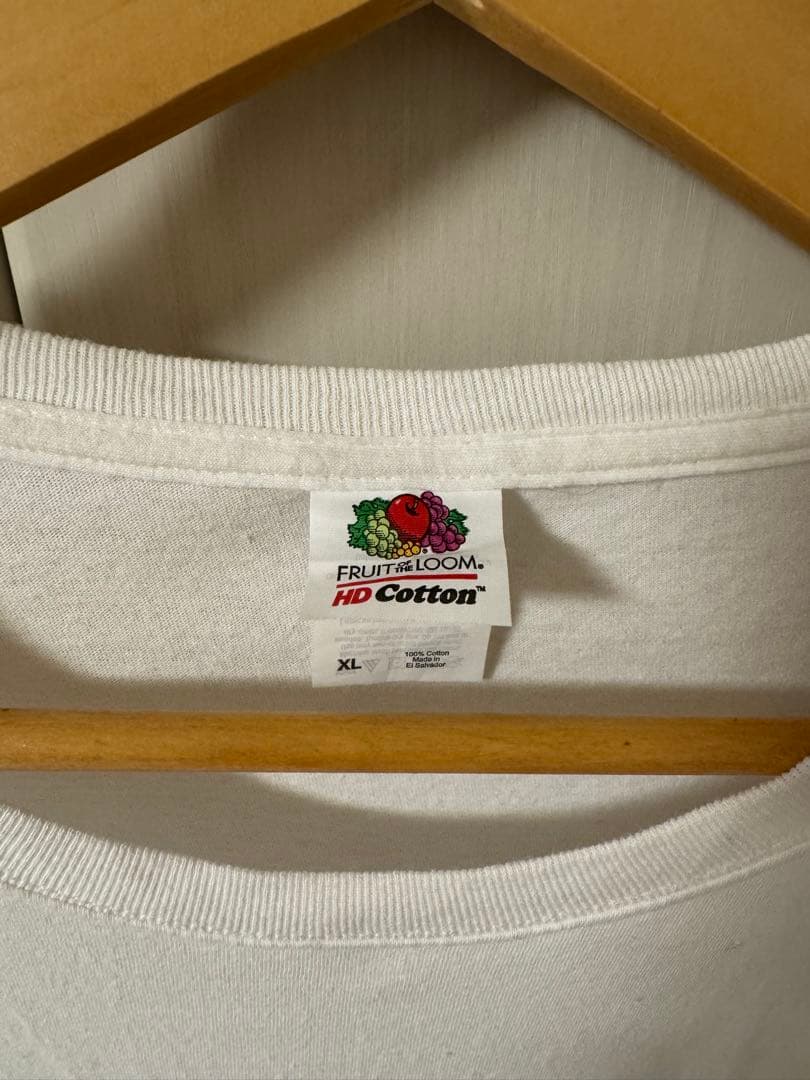 FRUIT OF THE LOOM®
HD Cotton™
XL
100% Cotton
Made in
El Salvador